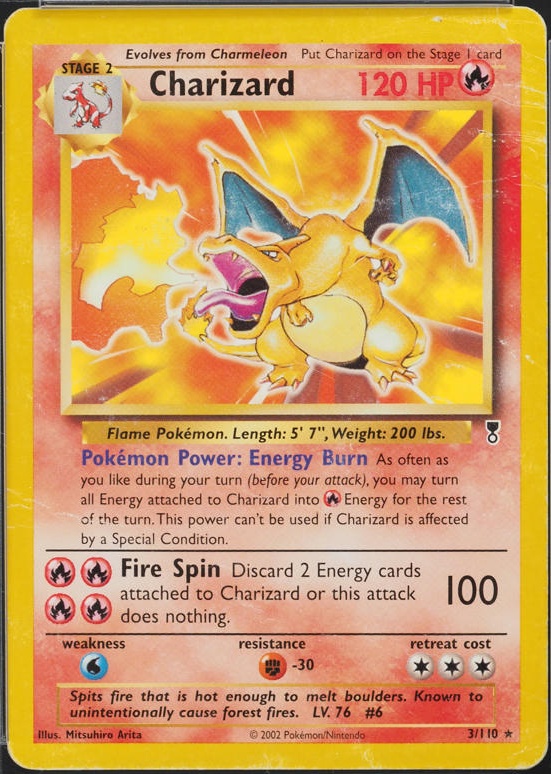 Evolves from Charmeleon Put Charizard on the Stage 1 card
STAGE 2
Charizard 120 HP
Flame Pokémon. Length: 5' 7", Weight: 200 lbs.
Pokémon Power: Energy Burn As often as
you like during your turn (before your attack), you may turn
all Energy attached to Charizard into Energy for the rest
of the turn. This power can't be used if Charizard is affected
by a Special Condition.
Fire Spin Discard 2 Energy cards
attached to Charizard or this attack
does nothing.
100
weakness resistance retreat cost
-30
Spits fire that is hot enough to melt boulders. Known to
unintentionally cause forest fires. LV. 76 #6
Illus. Mitsuhiro Arita © 2002 Pokémon/Nintendo 3/110 ★